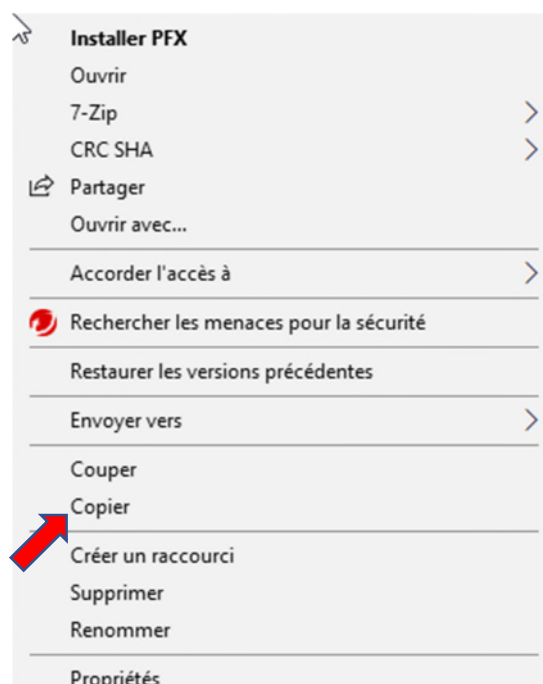 Installer PFX
Ouvrir
7-Zip
CRC SHA
Partager
Ouvrir avec...
Accorder l'accès à
Rechercher les menaces pour la sécurité
Restaurer les versions précédentes
Envoyer vers
Couper
Copier
Créer un raccourci
Supprimer
Renommer
Propriétés